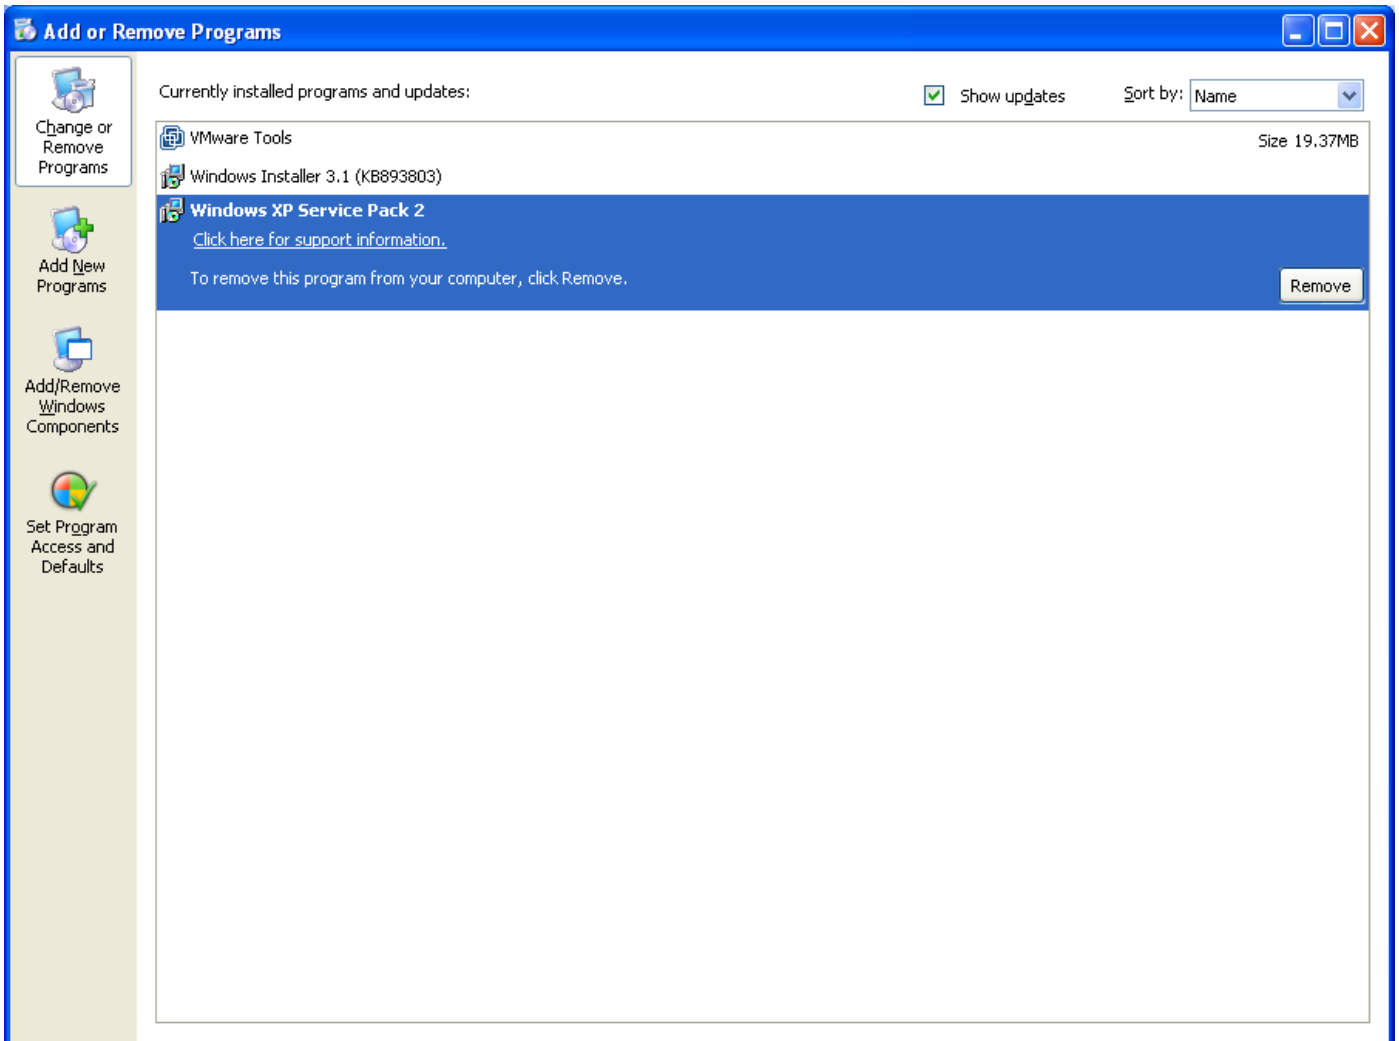 Add or Remove Programs
Change or
Remove
Programs
Add New
Programs
Add/Remove
Windows
Components
Set Program
Access and
Defaults
Currently installed programs and updates:
Show updates
Sort by: Name
VMware Tools Size 19.37MB
Windows Installer 3.1 (KB893803)
Windows XP Service Pack 2
Click here for support information.
To remove this program from your computer, click Remove.
Remove